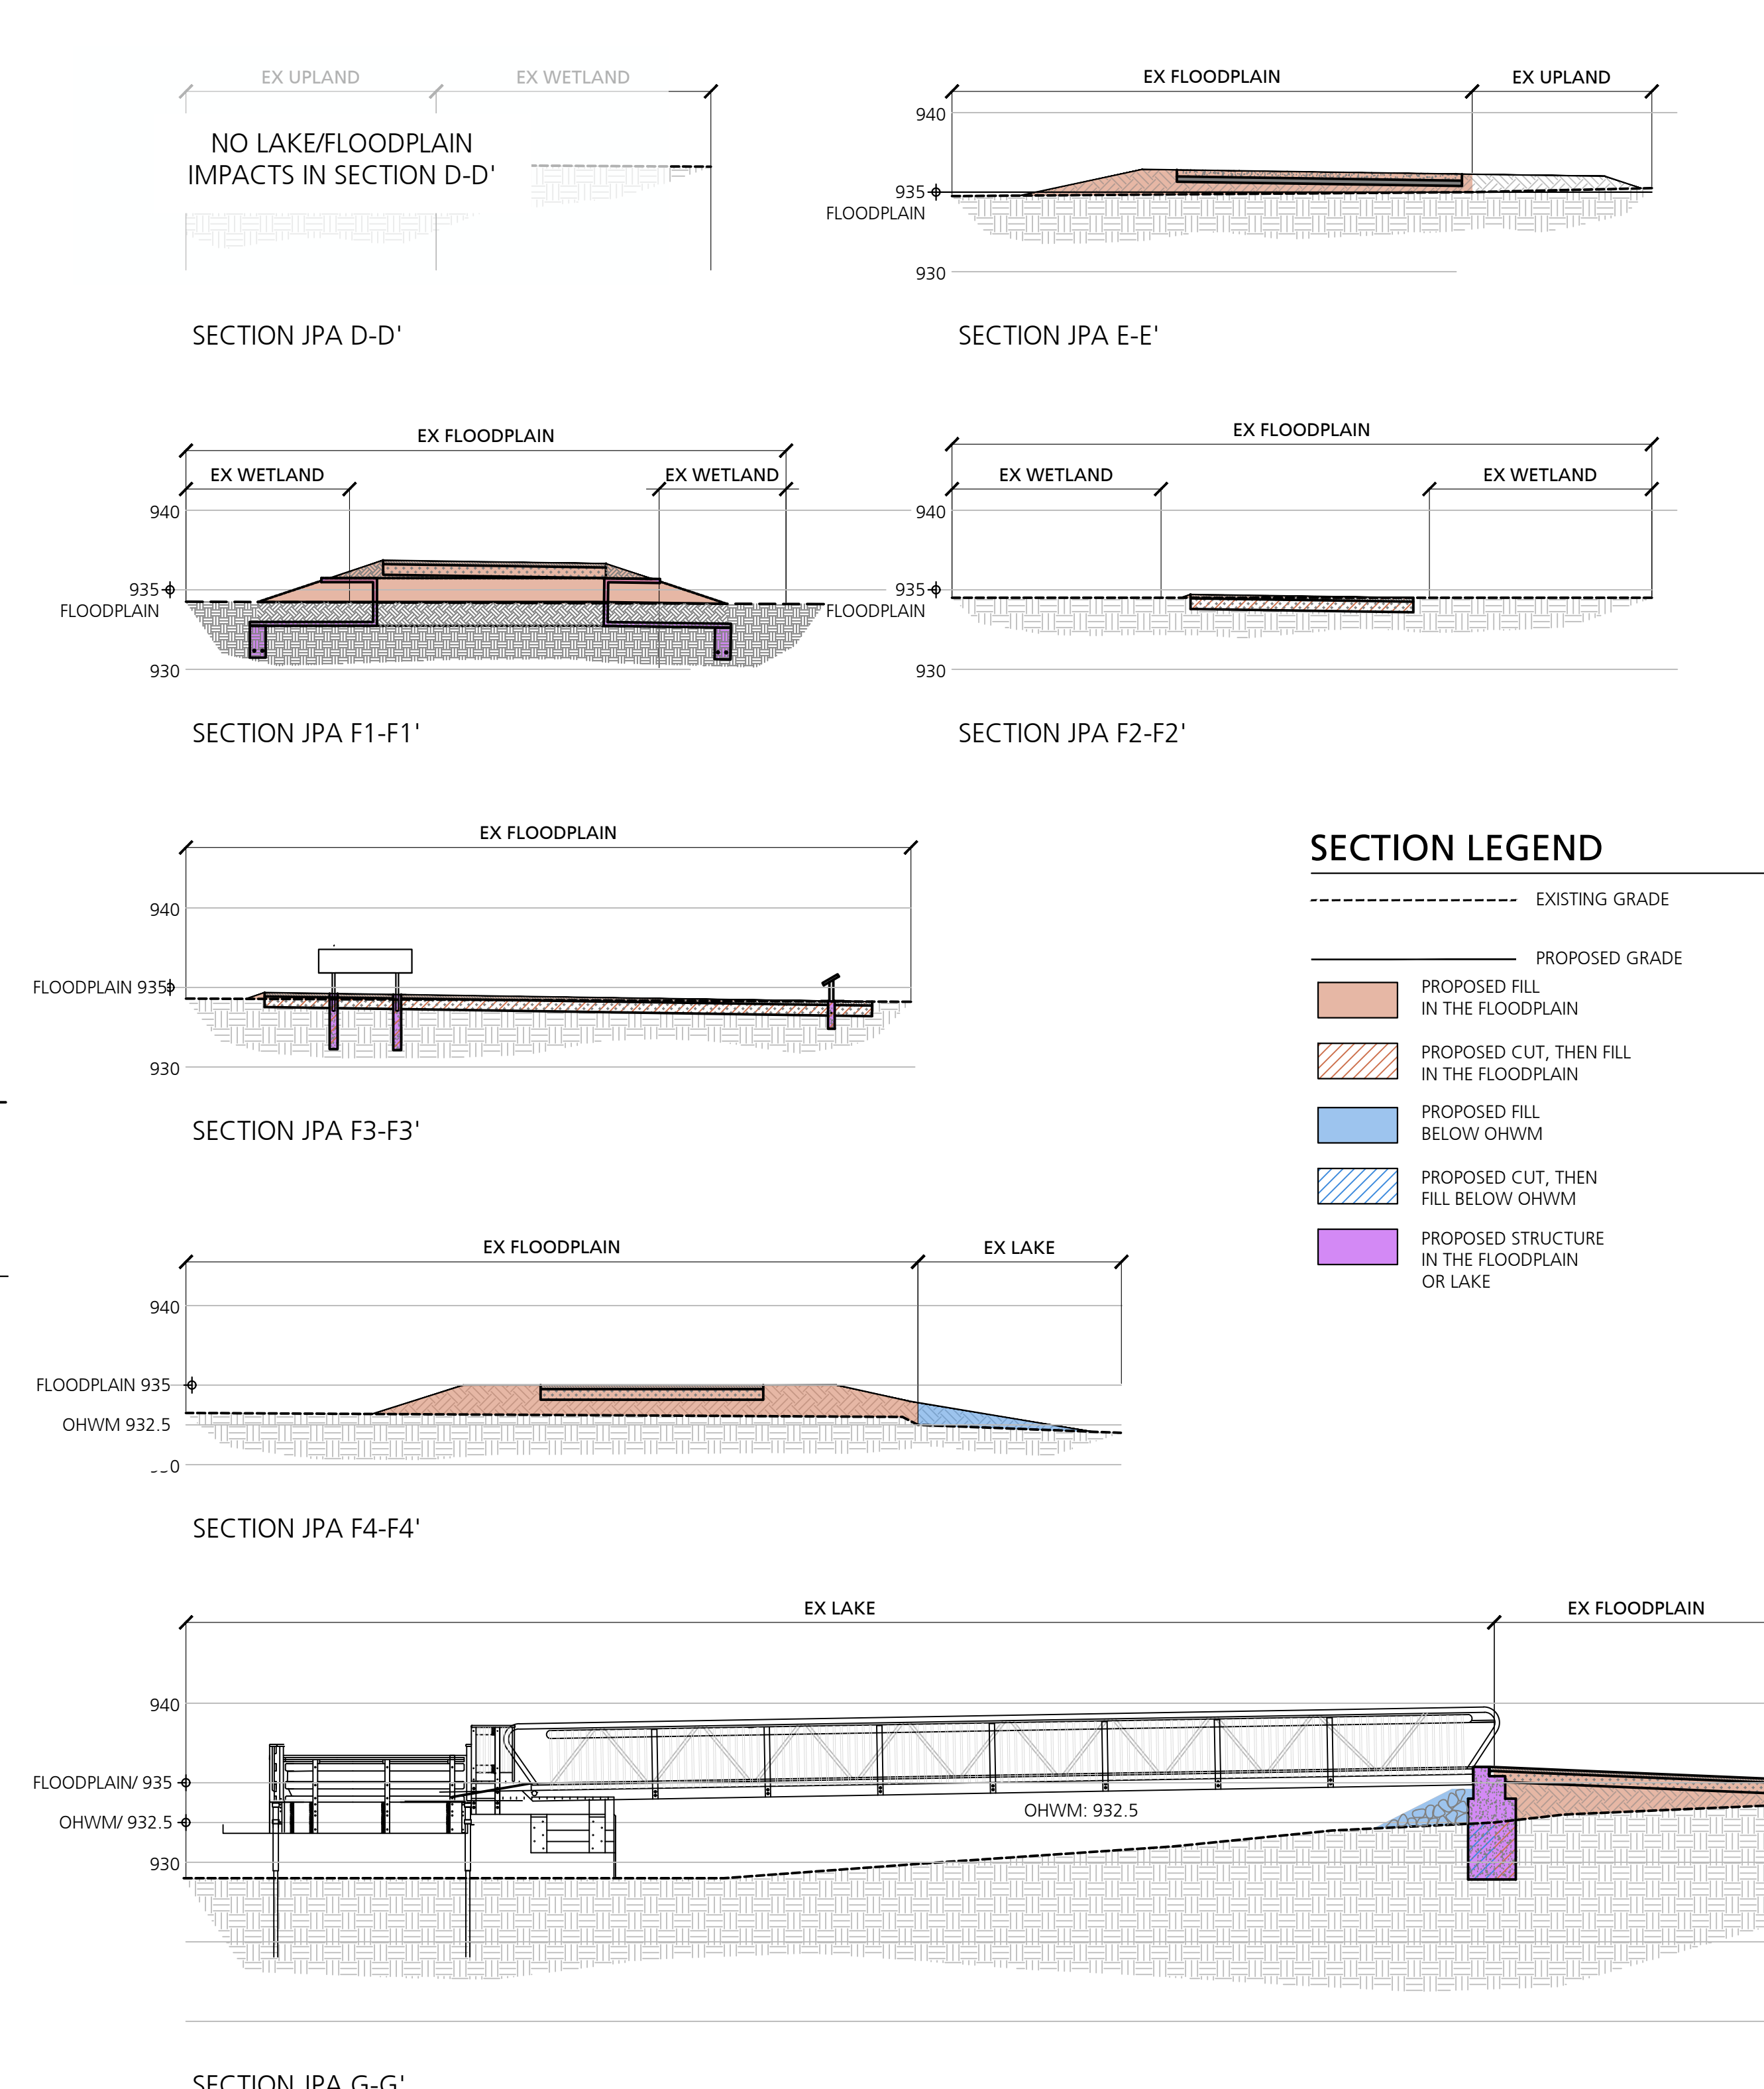 EX UPLAND EX WETLAND
NO LAKE/FLOODPLAIN
IMPACTS IN SECTION D-D'
SECTION JPA D-D'
EX FLOODPLAIN EX UPLAND
940
935
FLOODPLAIN
930
SECTION JPA E-E'
EX FLOODPLAIN
EX WETLAND EX WETLAND
940
935
FLOODPLAIN
930
SECTION JPA F1-F1'
EX FLOODPLAIN
EX WETLAND EX WETLAND
940
935
FLOODPLAIN
930
SECTION JPA F2-F2'
EX FLOODPLAIN
940
FLOODPLAIN 935
930
SECTION JPA F3-F3'
SECTION LEGEND
EXISTING GRADE
PROPOSED GRADE
PROPOSED FILL
IN THE FLOODPLAIN
PROPOSED CUT, THEN FILL
IN THE FLOODPLAIN
PROPOSED FILL
BELOW OHWM
PROPOSED CUT, THEN
FILL BELOW OHWM
PROPOSED STRUCTURE
IN THE FLOODPLAIN
OR LAKE
EX FLOODPLAIN EX LAKE
940
FLOODPLAIN 935
OHWM 932.5
SECTION JPA F4-F4'
EX LAKE EX FLOODPLAIN
940
FLOODPLAIN/ 935
OHWM: 932.5
OHWM/ 932.5
930
SECTION JPA G-G'